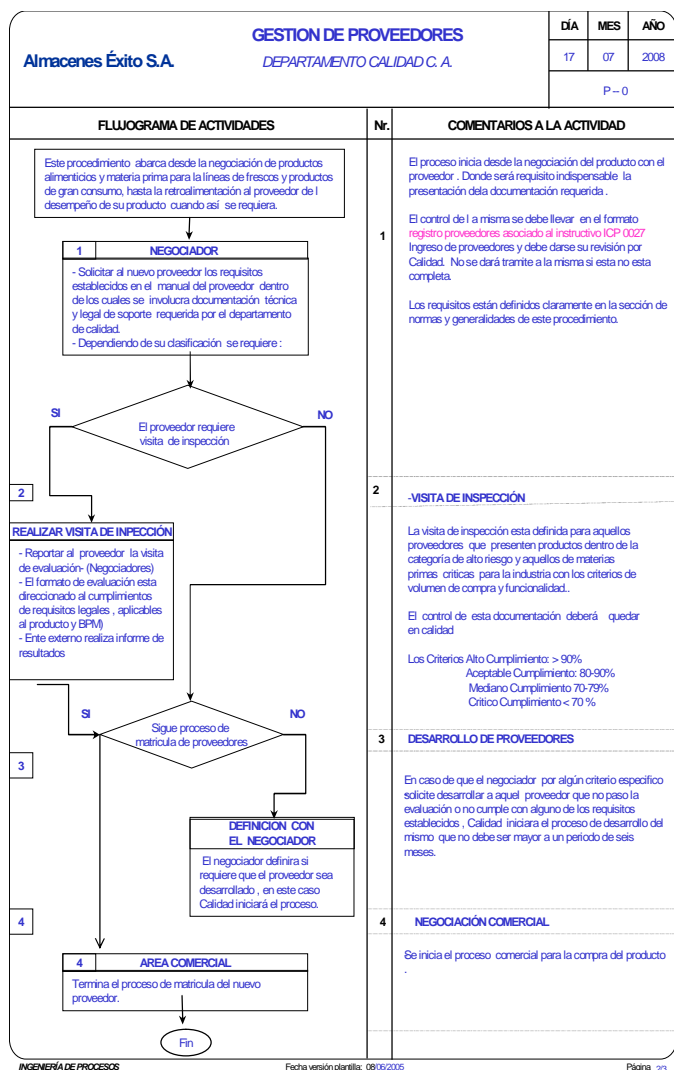 GESTION DE PROVEEDORES
Almacenes Éxito S.A.
DEPARTAMENTO CALIDAD C. A.
DÍA MES AÑO
17 07 2008
P – 0
FLUJOGRAMA DE ACTIVIDADES
Nr.
COMENTARIOS A LA ACTIVIDAD
Este procedimiento abarca desde la negociación de productos
alimenticios y materia prima para la líneas de frescos y productos
de gran consumo, hasta la retroalimentación al proveedor de l
desempeño de su producto cuando así se requiera.
1 NEGOCIADOR
- Solicitar al nuevo proveedor los requisitos
establecidos en el manual del proveedor dentro
de los cuales se involucra documentación técnica
y legal de soporte requerida por el departamento
de calidad.
- Dependiendo de su clasificación se requiere :
SI
El proveedor requiere
visita de inspección
NO
2
REALIZAR VISITA DE INPECCIÓN
- Reportar al proveedor la visita
de evaluación- (Negociadores)
- El formato de evaluación esta
direccionado al cumplimientos
de requisitos legales , aplicables
al producto y BPM)
- Ente externo realiza informe de
resultados
SI
Sigue proceso de
matricula de proveedores
NO
3
DEFINICION CON
EL NEGOCIADOR
El negociador definira si
requiere que el proveedor sea
desarrollado , en este caso
Calidad iniciará el proceso.
4
4 AREA COMERCIAL
Termina el proceso de matricula del nuevo
proveedor.
Fin
1
El proceso inicia desde la negociación del producto con el
proveedor . Donde será requisito indispensable la
presentación dela documentación requerida .
El control de l a misma se debe llevar en el formato
registro proveedores asociado al instructivo ICP 0027
Ingreso de proveedores y debe darse su revisión por
Calidad. No se dará tramite a la misma si esta no esta
completa.
Los requisitos están definidos claramente en la sección de
normas y generalidades de este procedimiento.
2
-VISITA DE INSPECCIÓN
La visita de inspección esta definida para aquellos
proveedores que presenten productos dentro de la
categoría de alto riesgo y aquellos de materias
primas criticas para la industria con los criterios de
volumen de compra y funcionalidad..
El control de esta documentación deberá quedar
en calidad
Los Criterios Alto Cumplimiento: > 90%
Aceptable Cumplimiento: 80-90%
Mediano Cumplimiento 70-79%
Critico Cumplimiento < 70 %
3 DESARROLLO DE PROVEEDORES
En caso de que el negociador por algún criterio especifico
solicite desarrollar a aquel proveedor que no paso la
evaluación o no cumple con alguno de los requisitos
establecidos , Calidad iniciara el proceso de desarrollo del
mismo que no debe ser mayor a un periodo de seis
meses.
4 NEGOCIACIÓN COMERCIAL
Se inicia el proceso comercial para la compra del producto
.
INGENIERÍA DE PROCESOS
Fecha versión plantilla: 08/06/2005
Página 2/3